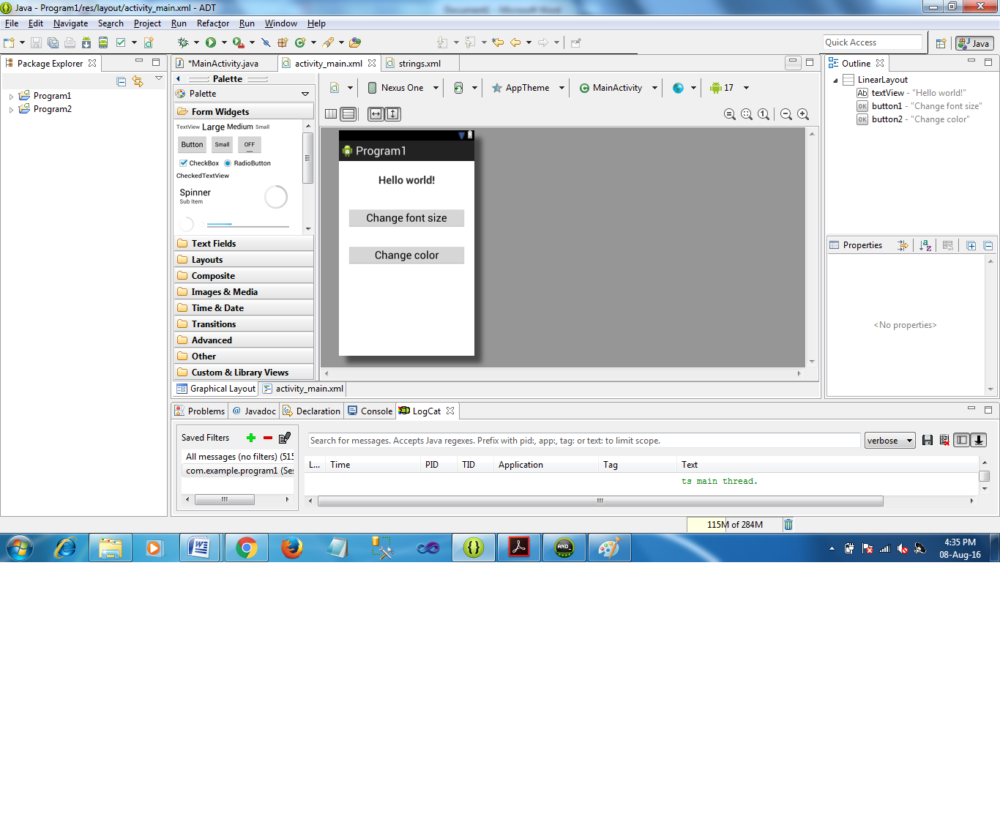 Java - Program1/res/layout/activity_main.xml - ADT
File Edit Navigate Search Project Run Refactor Run Window Help
Quick Access
Java
Package Explorer
Program1
Program2
*MainActivity.java
activity_main.xml
strings.xml
Palette
Palette
Form Widgets
TextView Large Medium Small
Button Small OFF
CheckBox RadioButton
CheckedTextView
Spinner
Sub Item
Text Fields
Layouts
Composite
Images & Media
Time & Date
Transitions
Advanced
Other
Custom & Library Views
Nexus One
AppTheme
MainActivity
17
Program1
Hello world!
Change font size
Change color
Graphical Layout
activity_main.xml
Outline
LinearLayout
Ab textView - "Hello world!"
OK button1 - "Change font size"
OK button2 - "Change color"
Properties
<No properties>
Problems @ Javadoc Declaration Console LogCat
Saved Filters
All messages (no filters) (515
com.example.program1 (Ses
Search for messages. Accepts Java regexes. Prefix with pid:, app:, tag: or text: to limit scope.
verbose
L... Time PID TID Application Tag Text
ts main thread.
115M of 284M
AND_
4:35 PM
08-Aug-16